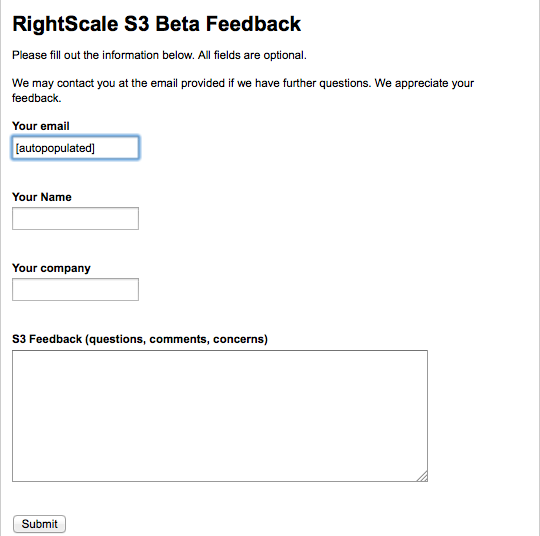 RightScale S3 Beta Feedback
Please fill out the information below. All fields are optional.
We may contact you at the email provided if we have further questions. We appreciate your
feedback.
Your email
[autopopulated]
Your Name
Your company
S3 Feedback (questions, comments, concerns)
Submit